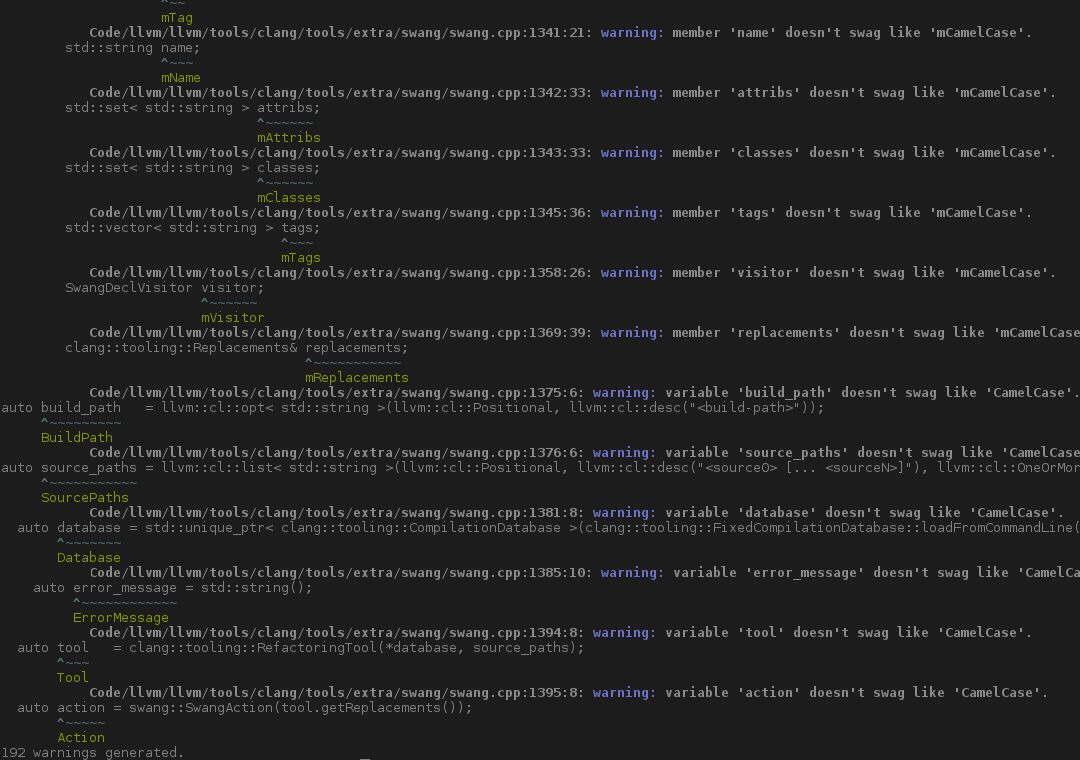 ^~~
mTag
Code/llvm/llvm/tools/clang/tools/extra/swang/swang.cpp:1341:21: warning: member 'name' doesn't swag like 'mCamelCase'.
std::string name;
^~~~
mName
Code/llvm/llvm/tools/clang/tools/extra/swang/swang.cpp:1342:33: warning: member 'attribs' doesn't swag like 'mCamelCase'.
std::set< std::string > attribs;
^~~~~~~
mAttribs
Code/llvm/llvm/tools/clang/tools/extra/swang/swang.cpp:1343:33: warning: member 'classes' doesn't swag like 'mCamelCase'.
std::set< std::string > classes;
^~~~~~~
mClasses
Code/llvm/llvm/tools/clang/tools/extra/swang/swang.cpp:1345:36: warning: member 'tags' doesn't swag like 'mCamelCase'.
std::vector< std::string > tags;
^~~~
mTags
Code/llvm/llvm/tools/clang/tools/extra/swang/swang.cpp:1358:26: warning: member 'visitor' doesn't swag like 'mCamelCase'.
SwangDeclVisitor visitor;
^~~~~~~
mVisitor
Code/llvm/llvm/tools/clang/tools/extra/swang/swang.cpp:1369:39: warning: member 'replacements' doesn't swag like 'mCamelCase
clang::tooling::Replacements& replacements;
^~~~~~~~~~~~
mReplacements
Code/llvm/llvm/tools/clang/tools/extra/swang/swang.cpp:1375:6: warning: variable 'build_path' doesn't swag like 'CamelCase'.
auto build_path   = llvm::cl::opt< std::string >(llvm::cl::Positional, llvm::cl::desc("<build-path>"));
^~~~~~~~~~
BuildPath
Code/llvm/llvm/tools/clang/tools/extra/swang/swang.cpp:1376:6: warning: variable 'source_paths' doesn't swag like 'CamelCase
auto source_paths = llvm::cl::list< std::string >(llvm::cl::Positional, llvm::cl::desc("<source0> [... <sourceN>]"), llvm::cl::OneOrMor
^~~~~~~~~~~~
SourcePaths
Code/llvm/llvm/tools/clang/tools/extra/swang/swang.cpp:1381:8: warning: variable 'database' doesn't swag like 'CamelCase'.
auto database = std::unique_ptr< clang::tooling::CompilationDatabase >(clang::tooling::FixedCompilationDatabase::loadFromCommandLine(
^~~~~~~~
Database
Code/llvm/llvm/tools/clang/tools/extra/swang/swang.cpp:1385:10: warning: variable 'error_message' doesn't swag like 'CamelCa
auto error_message = std::string();
^~~~~~~~~~~~~
ErrorMessage
Code/llvm/llvm/tools/clang/tools/extra/swang/swang.cpp:1394:8: warning: variable 'tool' doesn't swag like 'CamelCase'.
auto tool   = clang::tooling::RefactoringTool(*database, source_paths);
^~~~
Tool
Code/llvm/llvm/tools/clang/tools/extra/swang/swang.cpp:1395:8: warning: variable 'action' doesn't swag like 'CamelCase'.
auto action = swang::SwangAction(tool.getReplacements());
^~~~~~
Action
192 warnings generated.